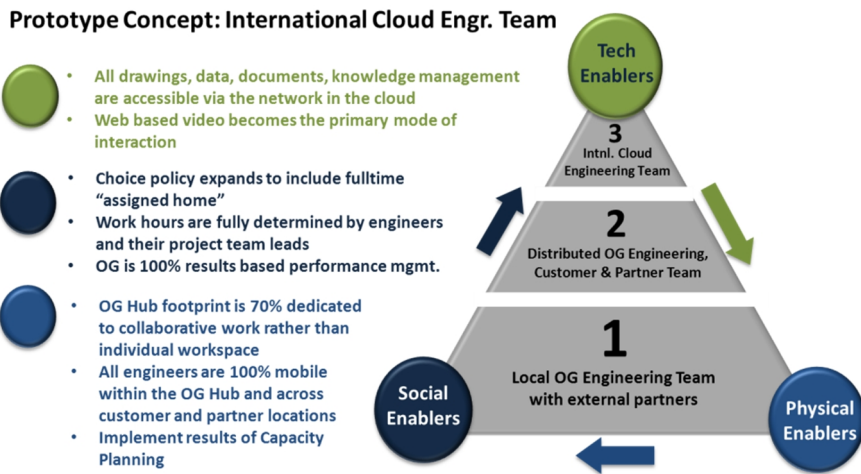 Prototype Concept: International Cloud Engr. Team
• All drawings, data, documents, knowledge management
are accessible via the network in the cloud
• Web based video becomes the primary mode of
interaction
• Choice policy expands to include fulltime
“assigned home”
• Work hours are fully determined by engineers
and their project team leads
• OG is 100% results based performance mgmt.
• OG Hub footprint is 70% dedicated
to collaborative work rather than
individual workspace
• All engineers are 100% mobile
within the OG Hub and across
customer and partner locations
• Implement results of Capacity
Planning
Tech
Enablers
3
Intnl. Cloud
Engineering Team
2
Distributed OG Engineering,
Customer & Partner Team
1
Local OG Engineering Team
with external partners
Social
Enablers
Physical
Enablers